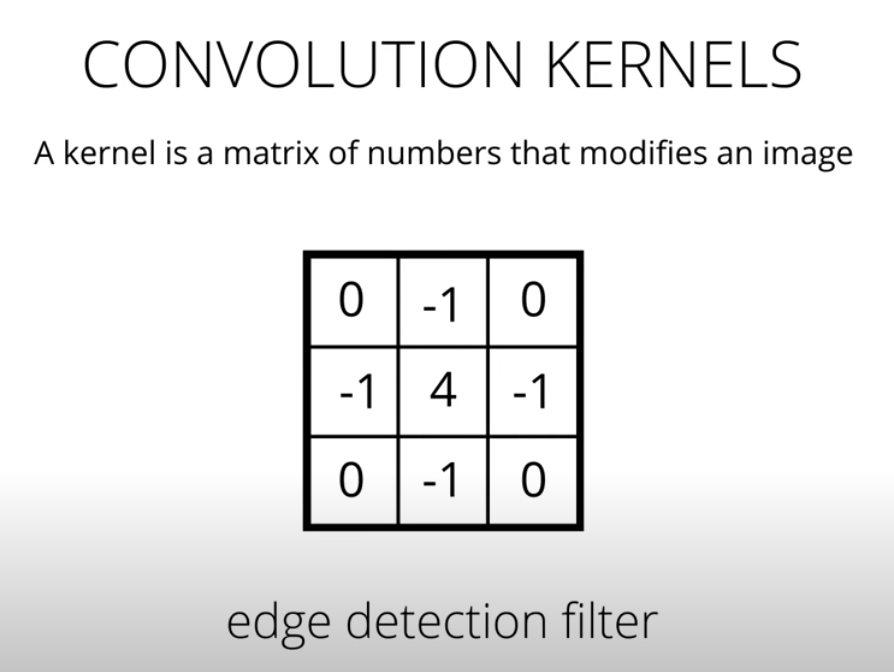 CONVOLUTION KERNELS
A kernel is a matrix of numbers that modifies an image
0 -1 0
-1 4 -1
0 -1 0
edge detection filter